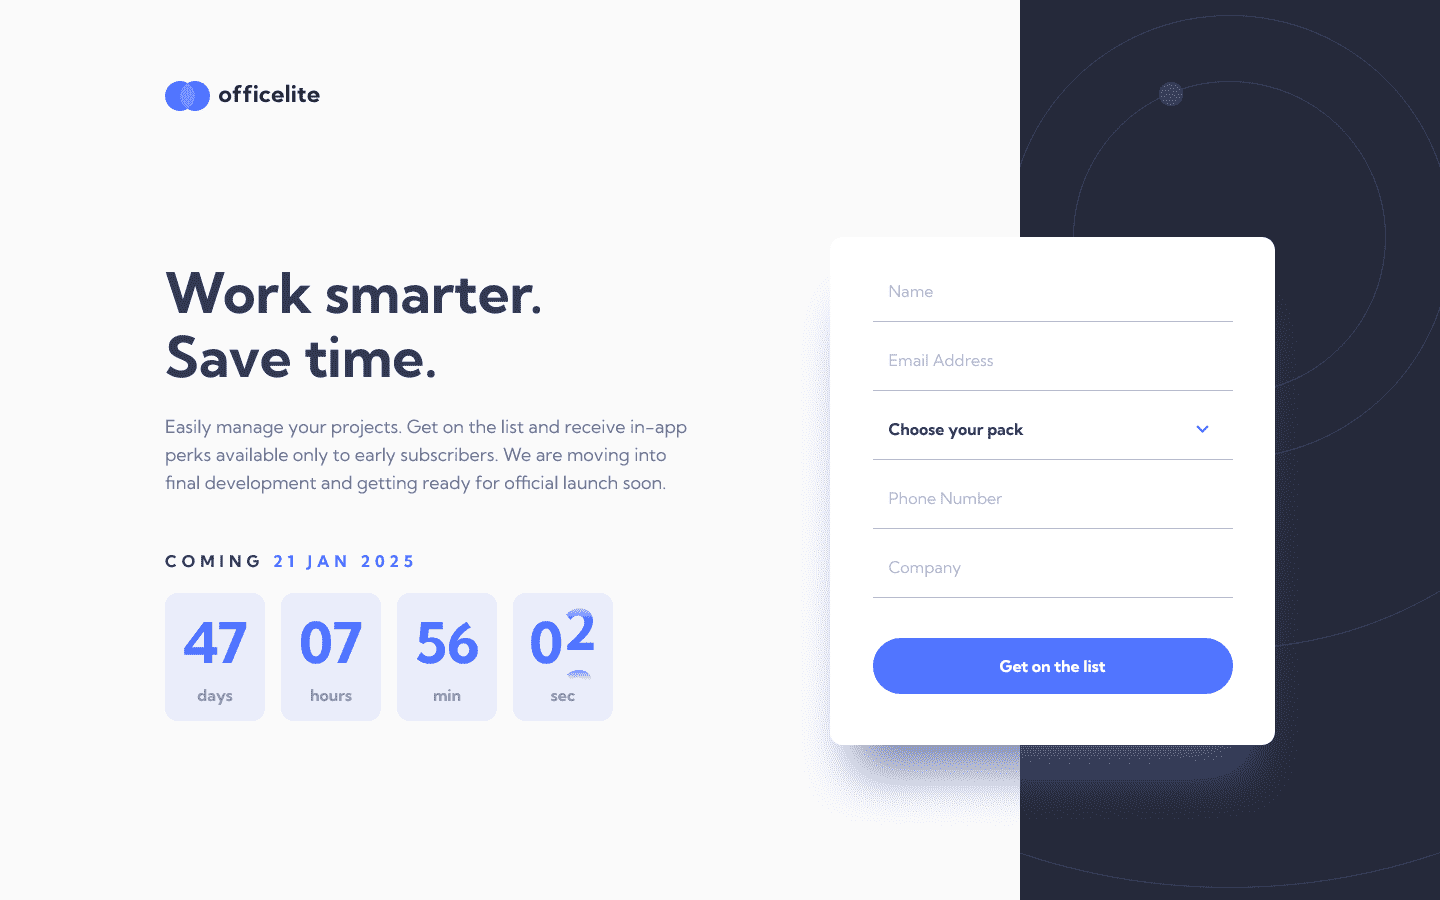 officelite
Work smarter.
Save time.
Easily manage your projects. Get on the list and receive in-app
perks available only to early subscribers. We are moving into
final development and getting ready for official launch soon.
COMING 21 JAN 2025
47 07 56 02
days hours min sec
Name
Email Address
Choose your pack
Phone Number
Company
Get on the list